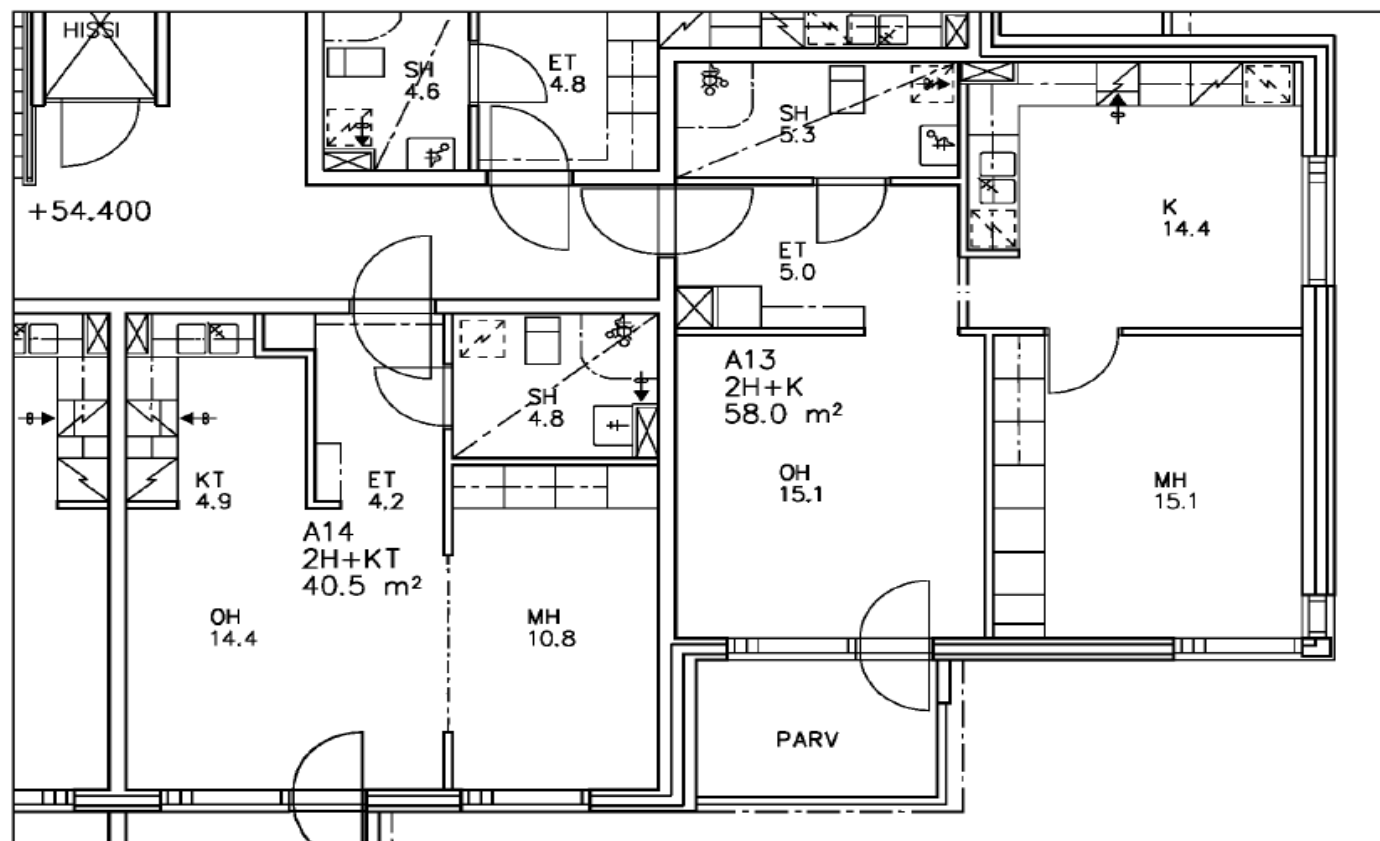 HISSI
SH
4.6
ET
4.8
SH
5.3
K
14.4
+54.400
ET
5.0
A13
2H+K
58.0 m²
SH
4.8
KT
4.9
ET
4.2
OH
15.1
MH
15.1
A14
2H+KT
40.5 m²
OH
14.4
MH
10.8
PARV